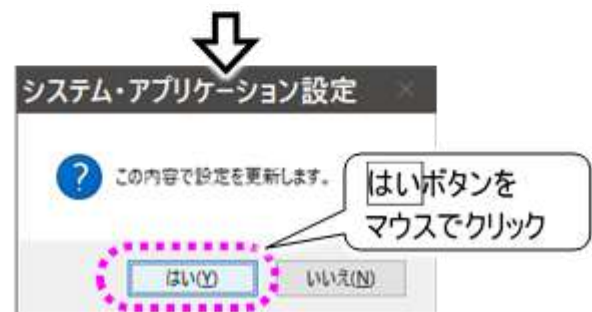 システム・アプリケーション設定
この内容で設定を更新します。
はいボタンを
マウスでクリック
はい(Y)
いいえ(N)